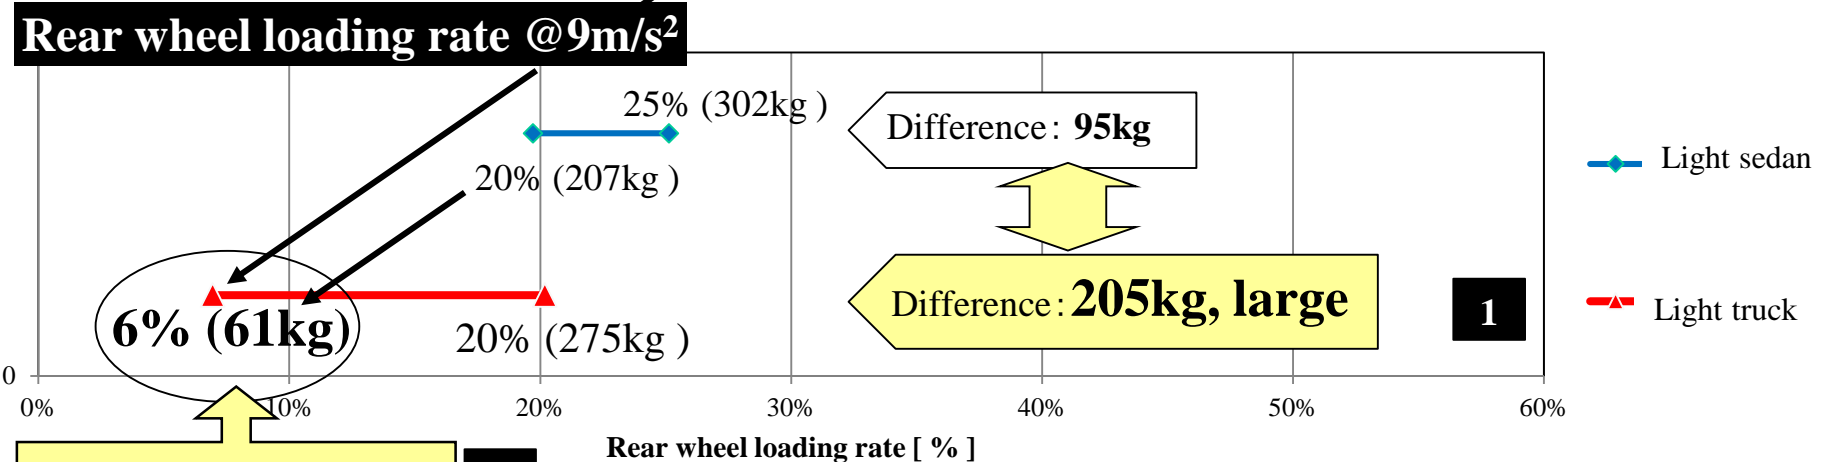 Rear wheel loading rate @9m/s²
25% (302kg )
Difference: 95kg
Light sedan
20% (207kg )
Difference: 205kg, large
1
Light truck
6% (61kg)
20% (275kg )
0
0%
10%
20%
30%
40%
50%
60%
Rear wheel loading rate [ % ]